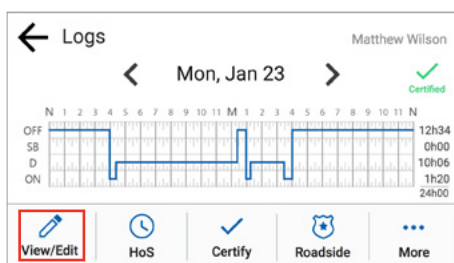 Logs Matthew Wilson
Mon, Jan 23
Certified
N 1 2 3 4 5 6 7 8 9 10 11 M 1 2 3 4 5 6 7 8 9 10 11 N
OFF 12h34
SB 0h00
D 10h06
ON 1h20
24h00
View/Edit HoS Certify Roadside More